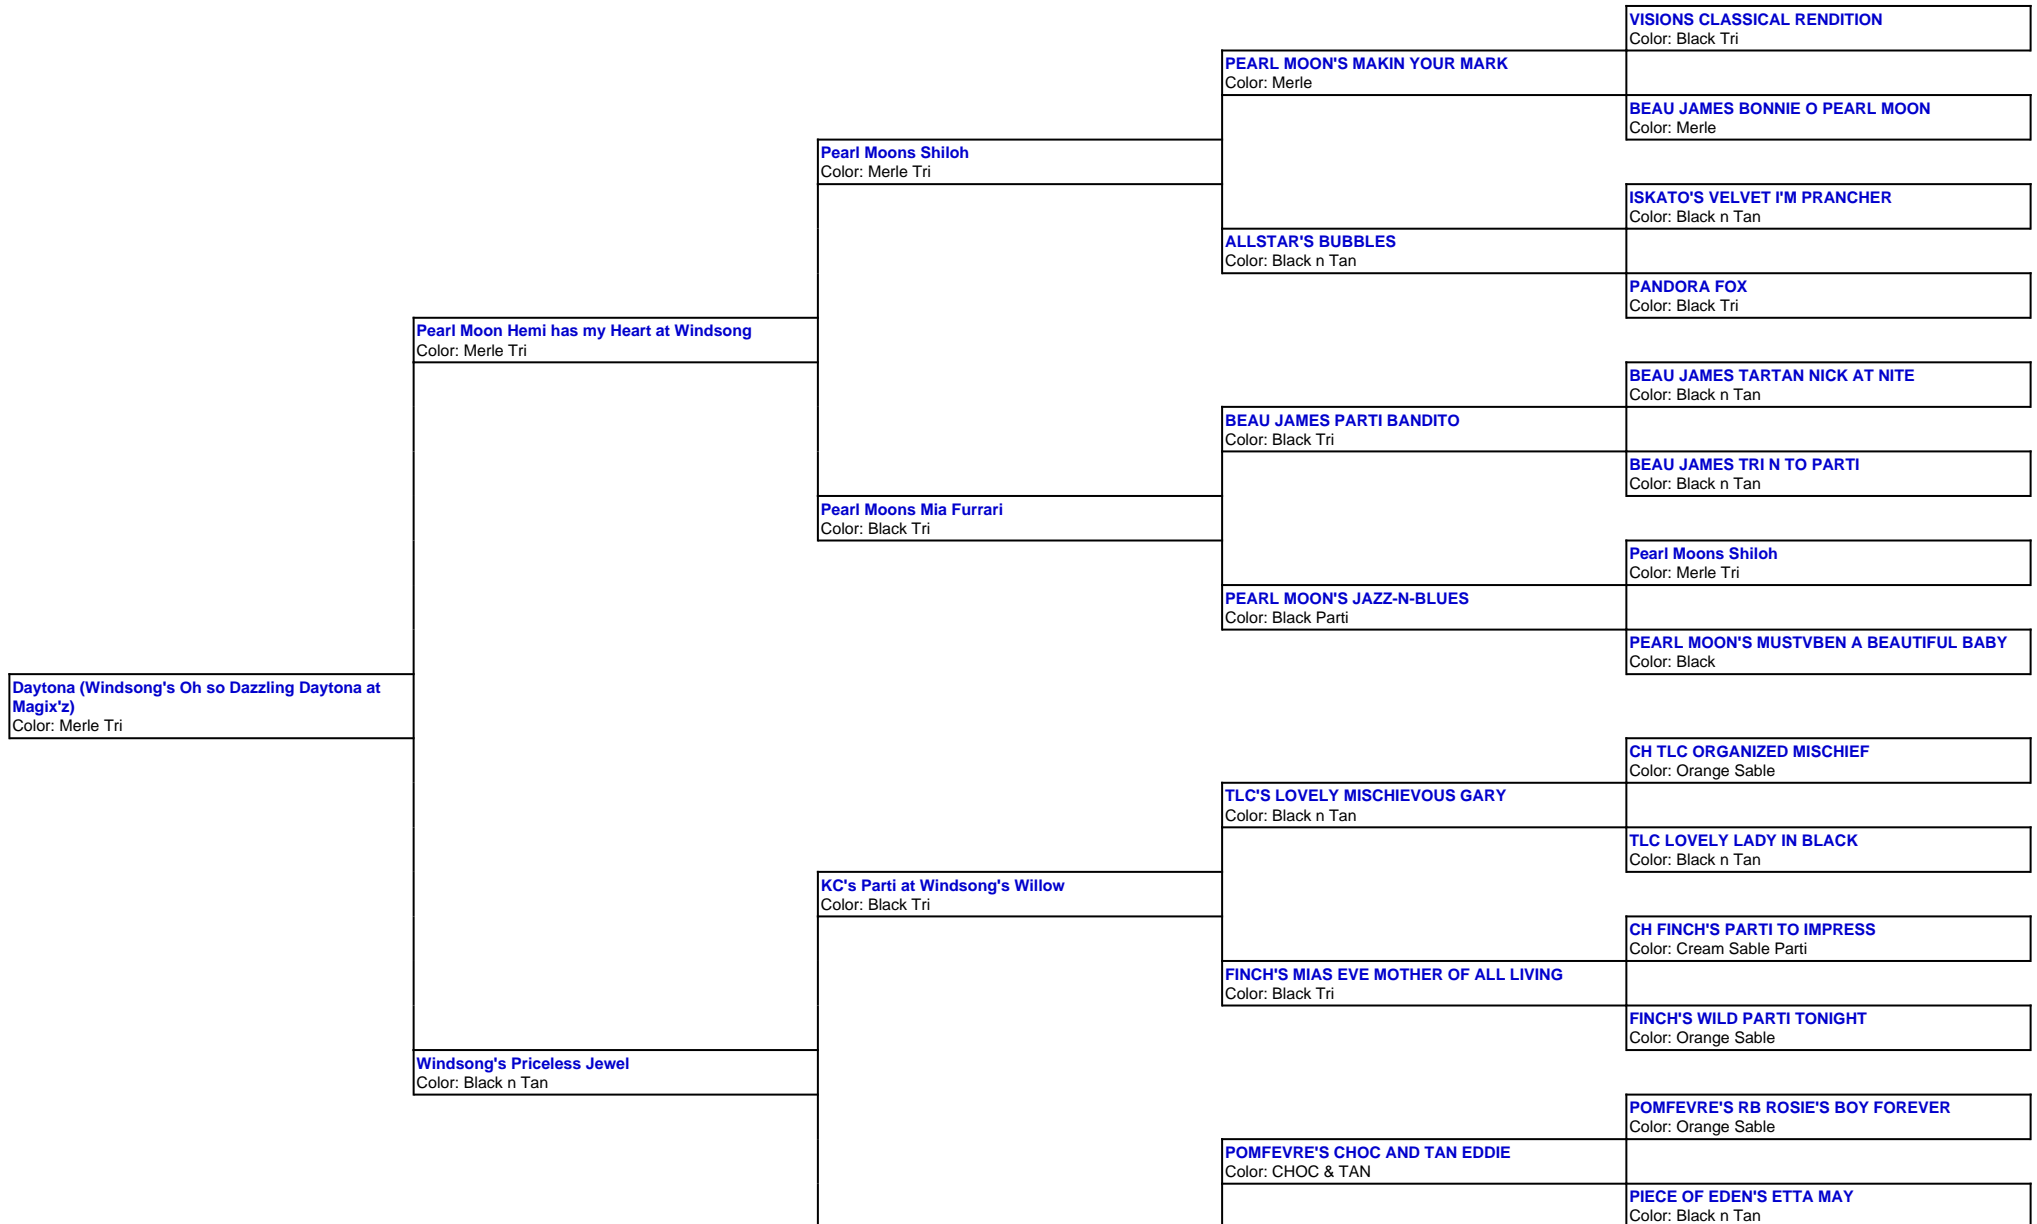 VISIONS CLASSICAL RENDITION
Color: Black Tri
PEARL MOON'S MAKIN YOUR MARK
Color: Merle
BEAU JAMES BONNIE O PEARL MOON
Color: Merle
Pearl Moons Shiloh
Color: Merle Tri
ISKATO'S VELVET I'M PRANCHER
Color: Black n Tan
ALLSTAR'S BUBBLES
Color: Black n Tan
PANDORA FOX
Color: Black Tri
Pearl Moon Hemi has my Heart at Windsong
Color: Merle Tri
BEAU JAMES TARTAN NICK AT NITE
Color: Black n Tan
BEAU JAMES PARTI BANDITO
Color: Black Tri
BEAU JAMES TRI N TO PARTI
Color: Black n Tan
Pearl Moons Mia Furrari
Color: Black Tri
Pearl Moons Shiloh
Color: Merle Tri
PEARL MOON'S JAZZ-N-BLUES
Color: Black Parti
PEARL MOON'S MUSTVBEN A BEAUTIFUL BABY
Color: Black
Daytona (Windsong's Oh so Dazzling Daytona at
Magix'z)
Color: Merle Tri
CH TLC ORGANIZED MISCHIEF
Color: Orange Sable
TLC'S LOVELY MISCHIEVOUS GARY
Color: Black n Tan
TLC LOVELY LADY IN BLACK
Color: Black n Tan
KC's Parti at Windsong's Willow
Color: Black Tri
CH FINCH'S PARTI TO IMPRESS
Color: Cream Sable Parti
FINCH'S MIAS EVE MOTHER OF ALL LIVING
Color: Black Tri
FINCH'S WILD PARTI TONIGHT
Color: Orange Sable
Windsong's Priceless Jewel
Color: Black n Tan
POMFEVRE'S RB ROSIE'S BOY FOREVER
Color: Orange Sable
POMFEVRE'S CHOC AND TAN EDDIE
Color: CHOC & TAN
PIECE OF EDEN'S ETTA MAY
Color: Black n Tan